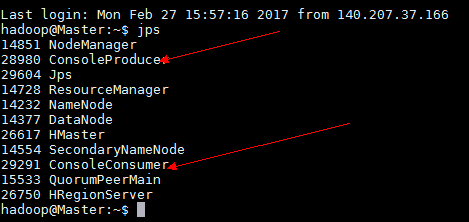 Last login: Mon Feb 27 15:57:16 2017 from 140.207.37.166
hadoop@Master:~$ jps
14851 NodeManager
28980 ConsoleProduce
29604 Jps
14728 ResourceManager
14232 NameNode
14377 DataNode
26617 HMaster
14554 SecondaryNameNode
29291 ConsoleConsumer
15533 QuorumPeerMain
26750 HRegionServer
hadoop@Master:~$